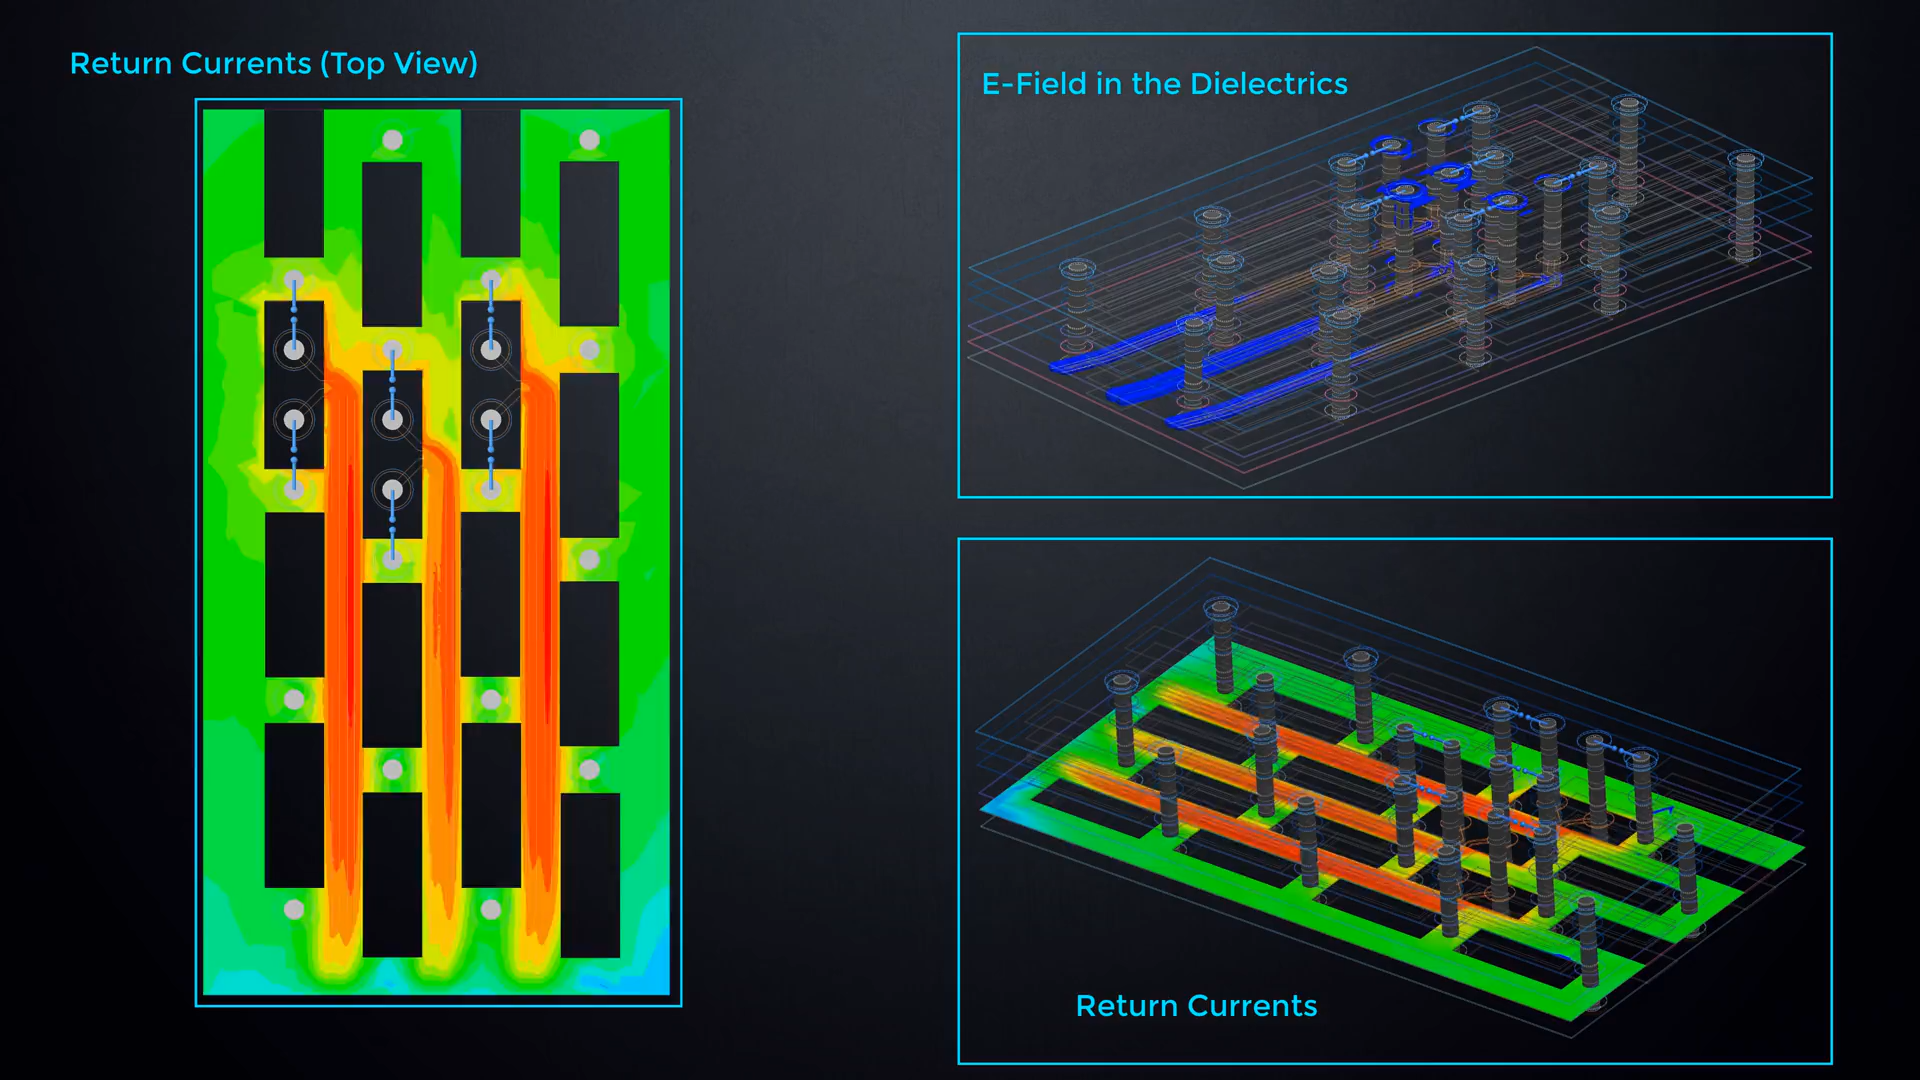 Return Currents (Top View)
E-Field in the Dielectrics
Return Currents